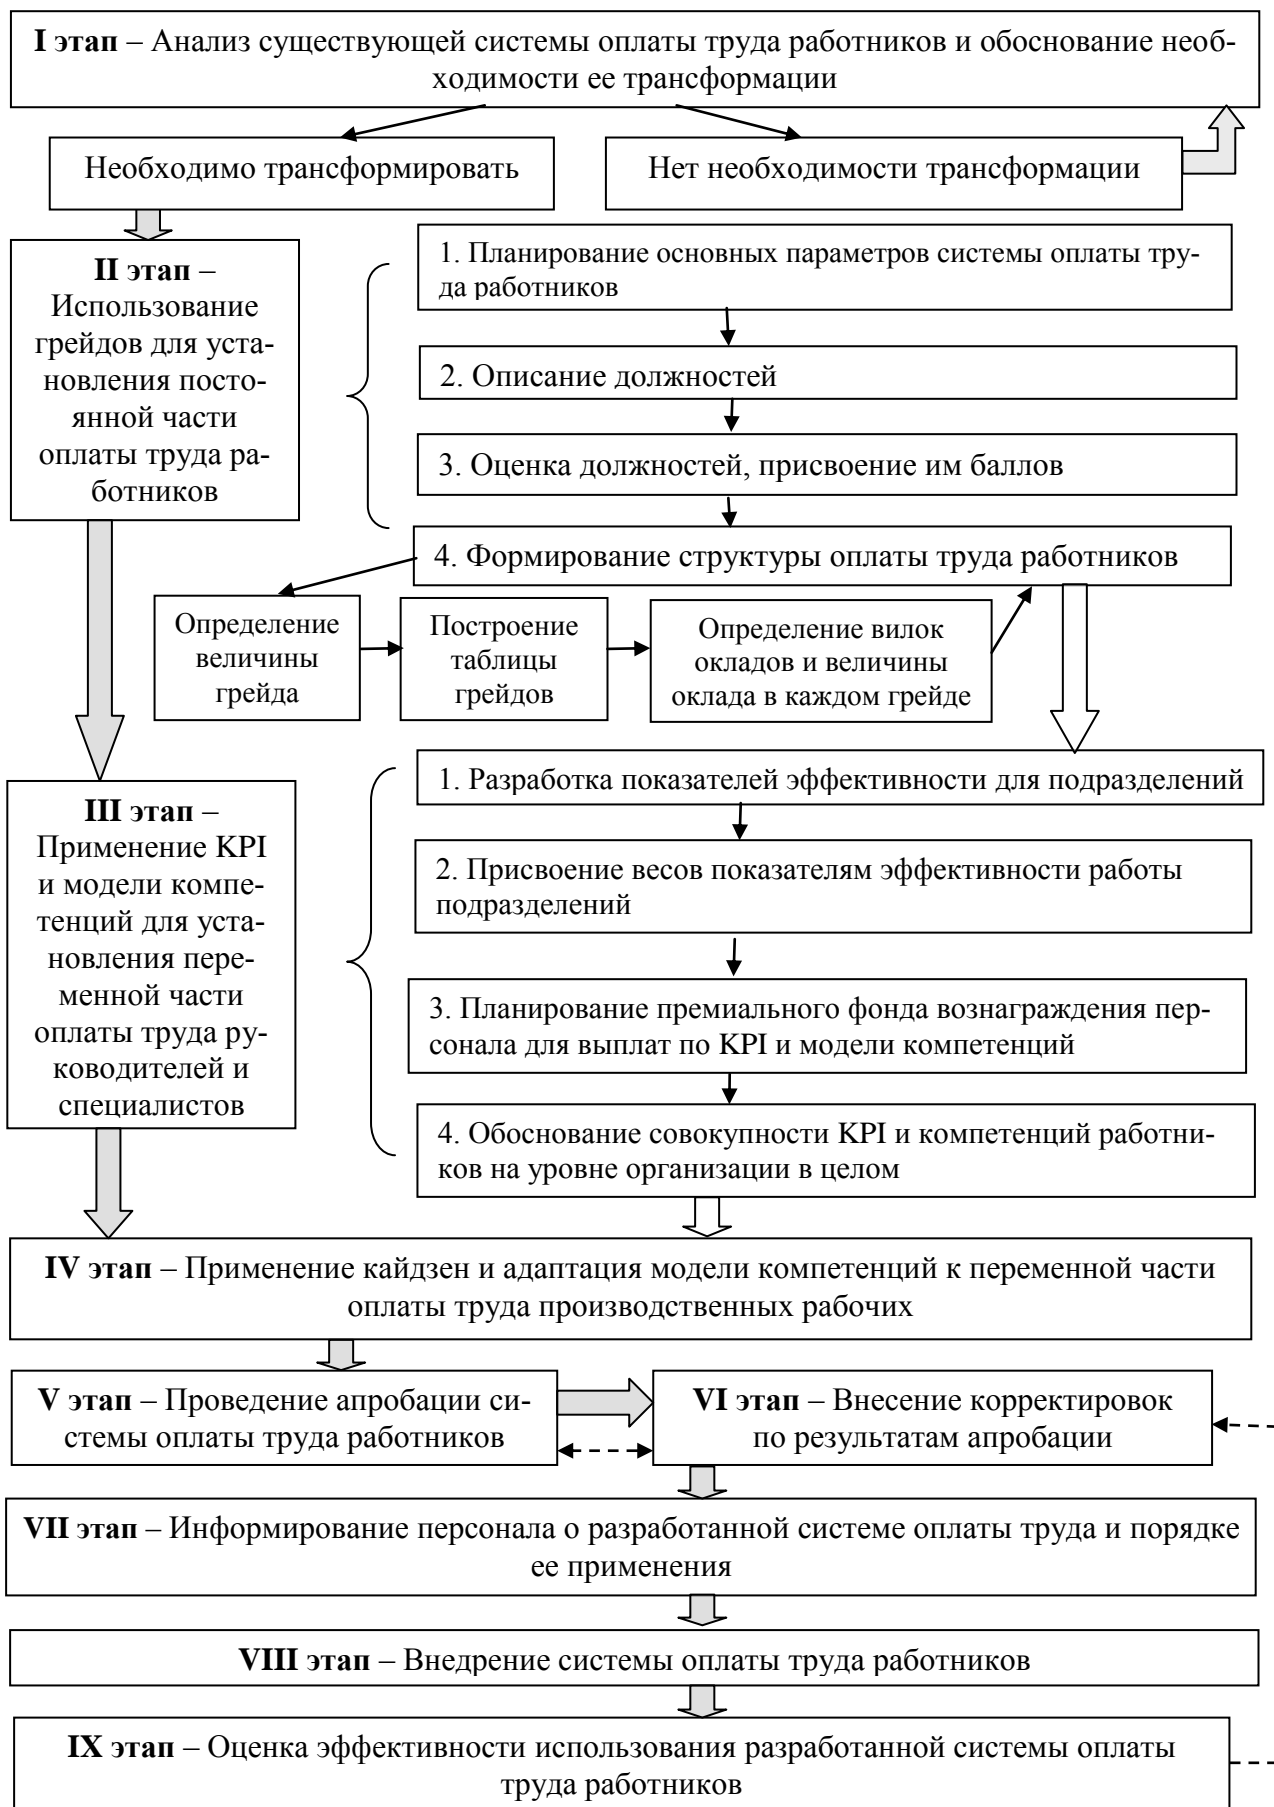 I этап – Анализ существующей системы оплаты труда работников и обоснование необ-
ходимости ее трансформации
Необходимо трансформировать
Нет необходимости трансформации
II этап –
Использование
грейдов для уста-
новления посто-
янной части
оплаты труда ра-
ботников
1. Планирование основных параметров системы оплаты тру-
да работников
2. Описание должностей
3. Оценка должностей, присвоение им баллов
4. Формирование структуры оплаты труда работников
Определение
величины
грейда
Построение
таблицы
грейдов
Определение вилок
окладов и величины
оклада в каждом грейде
III этап –
Применение KPI
и модели компе-
тенций для уста-
новления пере-
менной части
оплаты труда ру-
ководителей и
специалистов
1. Разработка показателей эффективности для подразделений
2. Присвоение весов показателям эффективности работы
подразделений
3. Планирование премиального фонда вознаграждения пер-
сонала для выплат по KPI и модели компетенций
4. Обоснование совокупности KPI и компетенций работни-
ков на уровне организации в целом
IV этап – Применение кайдзен и адаптация модели компетенций к переменной части
оплаты труда производственных рабочих
V этап – Проведение апробации си-
стемы оплаты труда работников
VI этап – Внесение корректировок
по результатам апробации
VII этап – Информирование персонала о разработанной системе оплаты труда и порядке
ее применения
VIII этап – Внедрение системы оплаты труда работников
IX этап – Оценка эффективности использования разработанной системы оплаты
труда работников